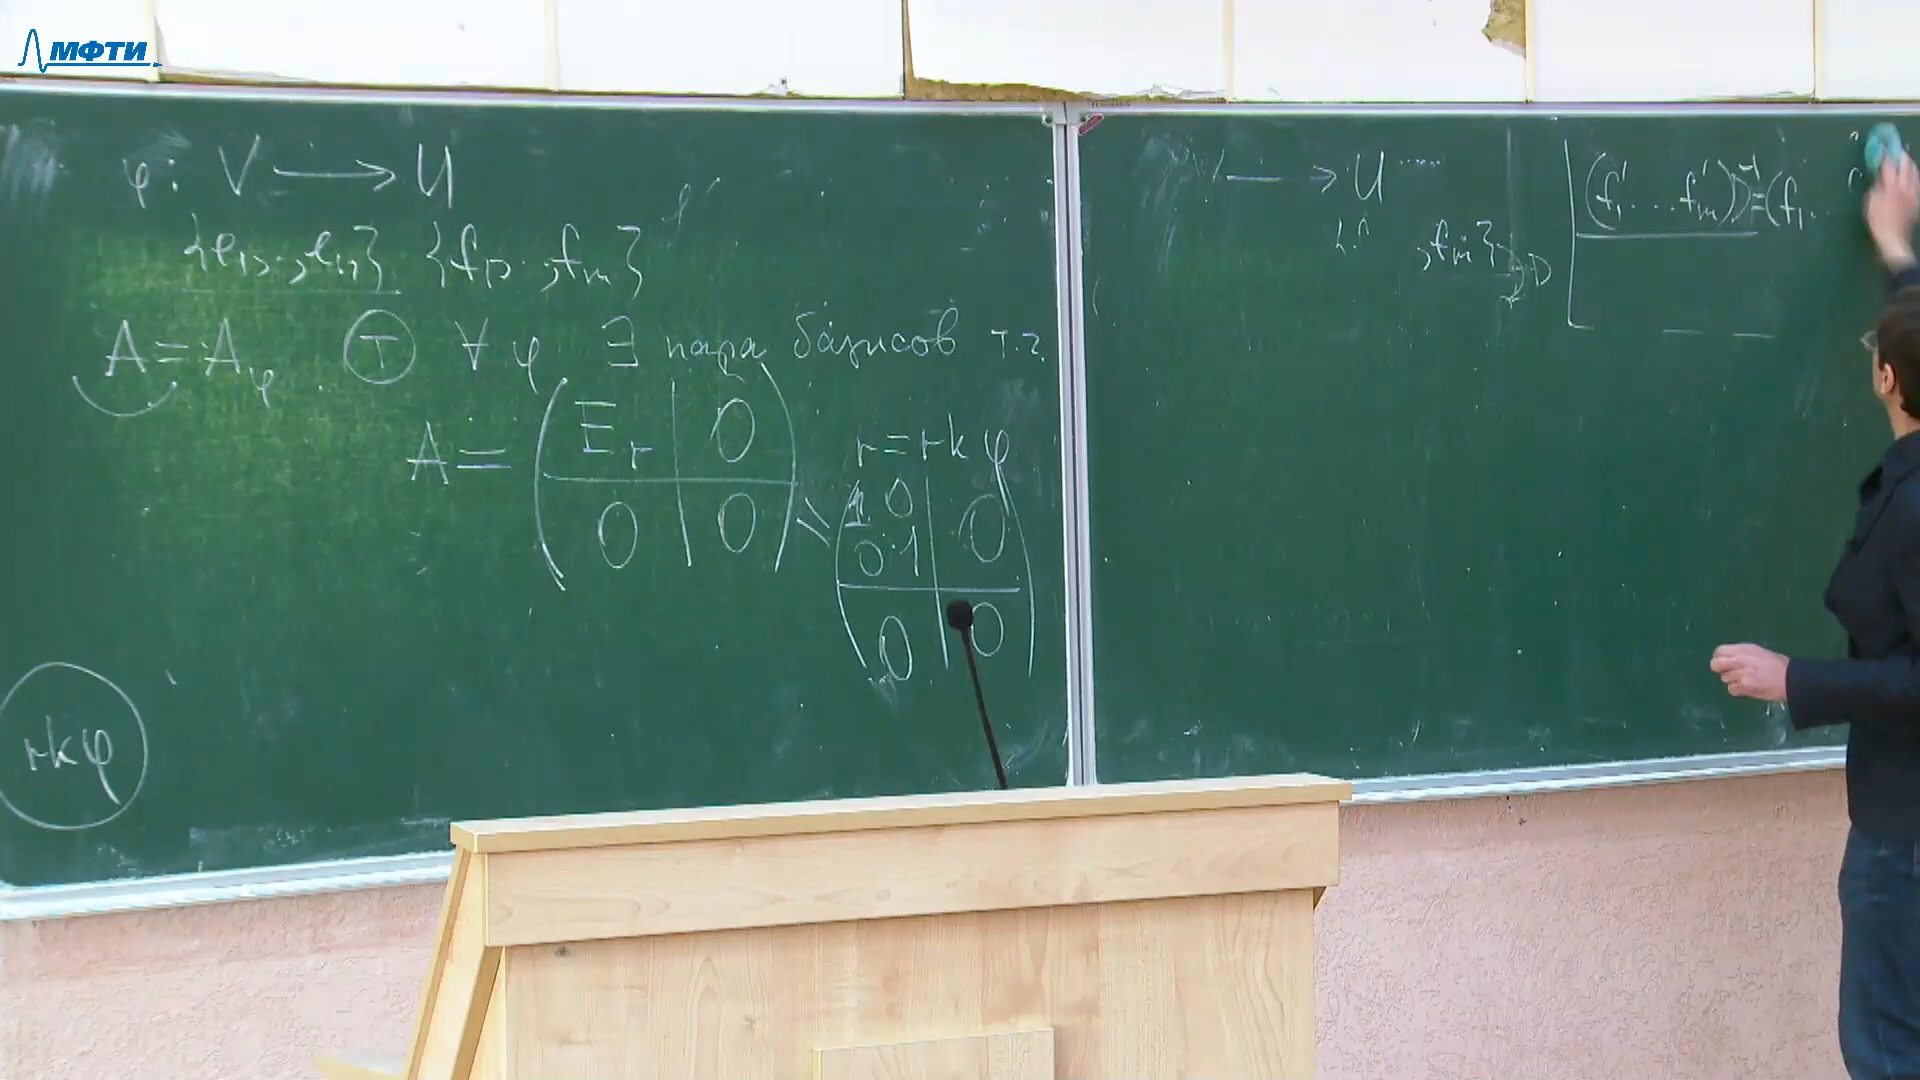 МФТИ
φ: V ⟶ U
{e₁, ..., eₙ} {f₁, ..., fₘ}
A = A_φ Ⓣ ∀ φ ∃ пара базисов т.ч.
A = ( E_r | 0 ; 0 | 0 ) r = rk φ
( 1 0 0 1 | 0 ; 0 | 0 )
rk φ
⟶ U
, fₘ} D
(f₁' ... fₘ') D⁻¹ = (f₁ ...